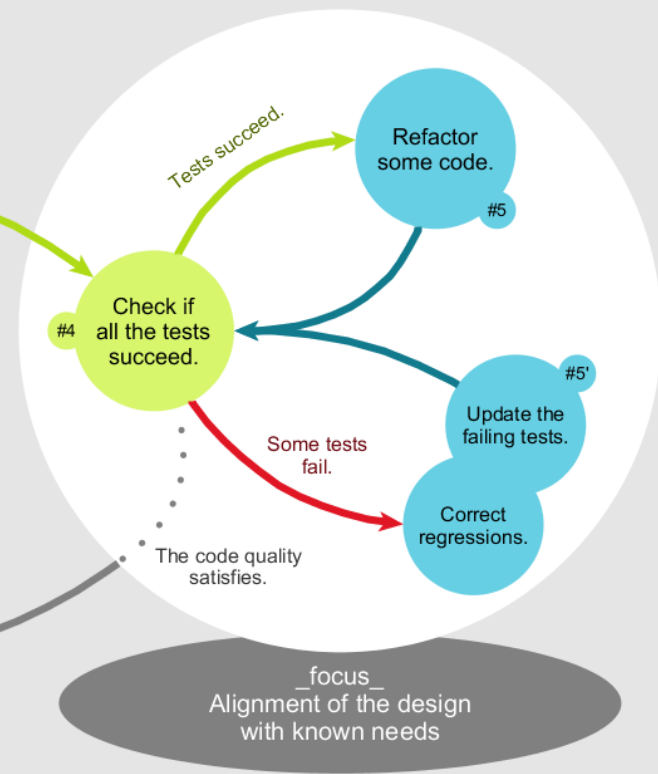 Tests succeed.
Refactor
some code.
#5
Check if
all the tests
succeed.
#4
#5'
Update the
failing tests.
Some tests
fail.
Correct
regressions.
The code quality
satisfies.
_focus_
Alignment of the design
with known needs